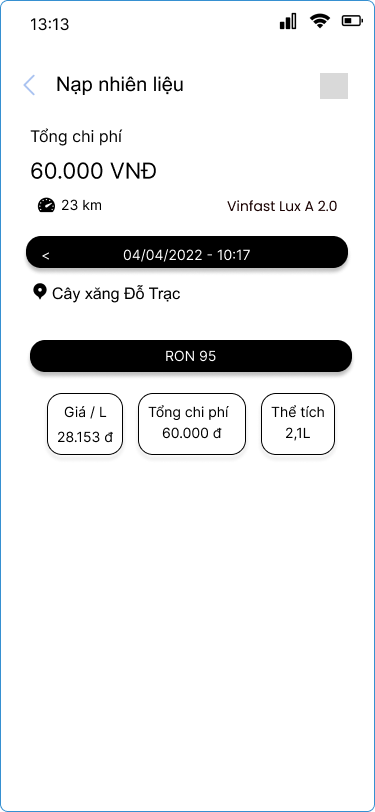 13:13
Nạp nhiên liệu
Tổng chi phí
60.000 VNĐ
23 km
Vinfast Lux A 2.0
< 04/04/2022 - 10:17
Cây xăng Đỗ Trạc
RON 95
Giá / L
28.153 đ
Tổng chi phí
60.000 đ
Thể tích
2,1L